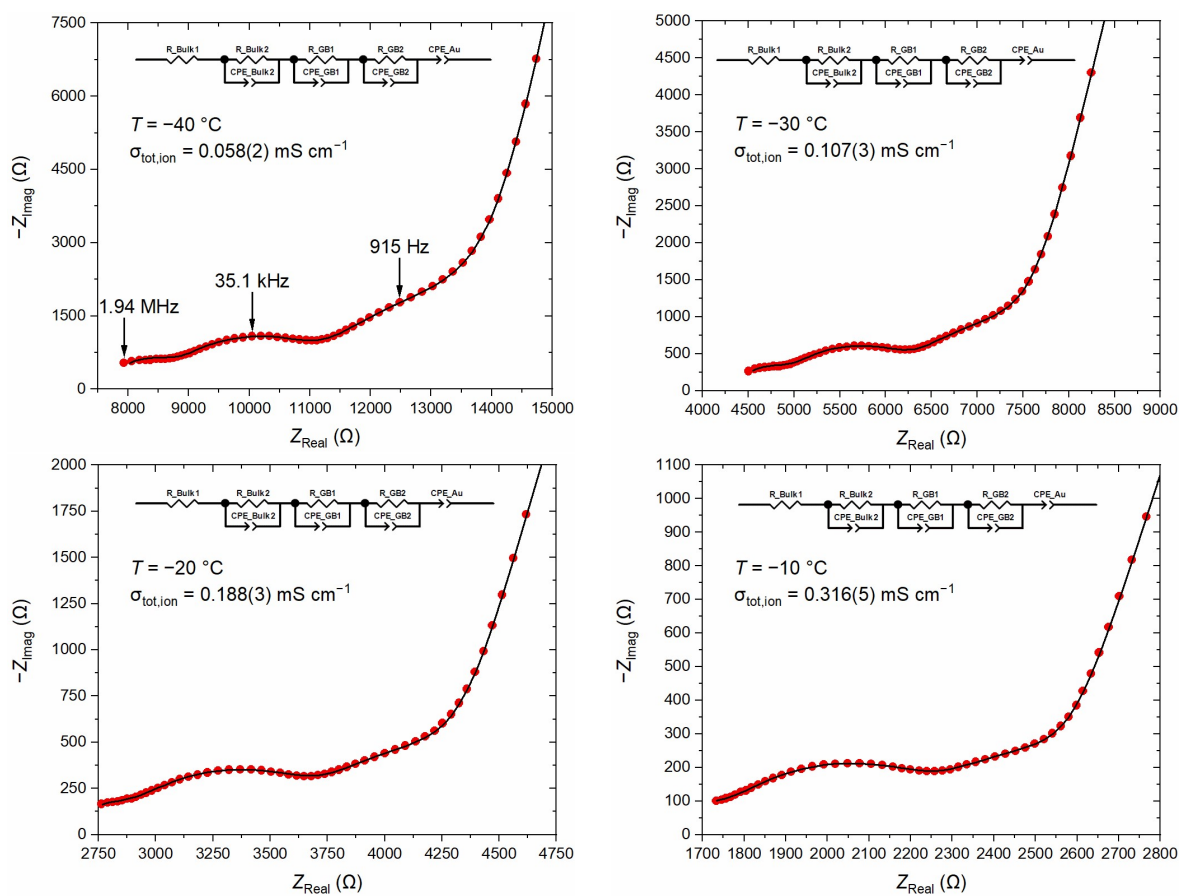 7500
6000
4500
3000
1500
0
−Z_Imag (Ω)
R_Bulk1 R_Bulk2 R_GB1 R_GB2 CPE_Au
CPE_Bulk2 CPE_GB1 CPE_GB2
T = −40 °C
σtot,ion = 0.058(2) mS cm⁻¹
915 Hz
35.1 kHz
1.94 MHz
8000 9000 10000 11000 12000 13000 14000 15000
Z_Real (Ω)
5000
4500
4000
3500
3000
2500
2000
1500
1000
500
0
−Z_Imag (Ω)
R_Bulk1 R_Bulk2 R_GB1 R_GB2 CPE_Au
CPE_Bulk2 CPE_GB1 CPE_GB2
T = −30 °C
σtot,ion = 0.107(3) mS cm⁻¹
4000 4500 5000 5500 6000 6500 7000 7500 8000 8500 9000
Z_Real (Ω)
2000
1750
1500
1250
1000
750
500
250
0
−Z_Imag (Ω)
R_Bulk1 R_Bulk2 R_GB1 R_GB2 CPE_Au
CPE_Bulk2 CPE_GB1 CPE_GB2
T = −20 °C
σtot,ion = 0.188(3) mS cm⁻¹
2750 3000 3250 3500 3750 4000 4250 4500 4750
Z_Real (Ω)
1100
1000
900
800
700
600
500
400
300
200
100
0
−Z_Imag (Ω)
R_Bulk1 R_Bulk2 R_GB1 R_GB2 CPE_Au
CPE_Bulk2 CPE_GB1 CPE_GB2
T = −10 °C
σtot,ion = 0.316(5) mS cm⁻¹
1700 1800 1900 2000 2100 2200 2300 2400 2500 2600 2700 2800
Z_Real (Ω)